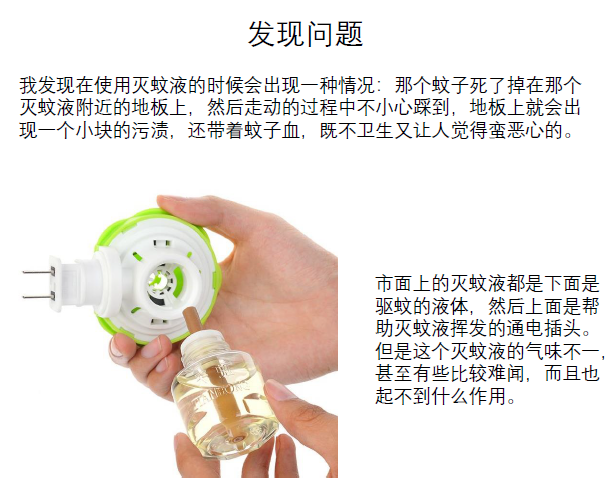 发现问题
我发现在使用灭蚊液的时候会出现一种情况：那个蚊子死了掉在那个
灭蚊液附近的地板上，然后走动的过程中不小心踩到，地板上就会出
现一个小块的污渍，还带着蚊子血，既不卫生又让人觉得蛮恶心的。
市面上的灭蚊液都是下面是
驱蚊的液体，然后上面是帮
助灭蚊液挥发的通电插头。
但是这个灭蚊液的气味不一，
甚至有些比较难闻，而且也
起不到什么作用。